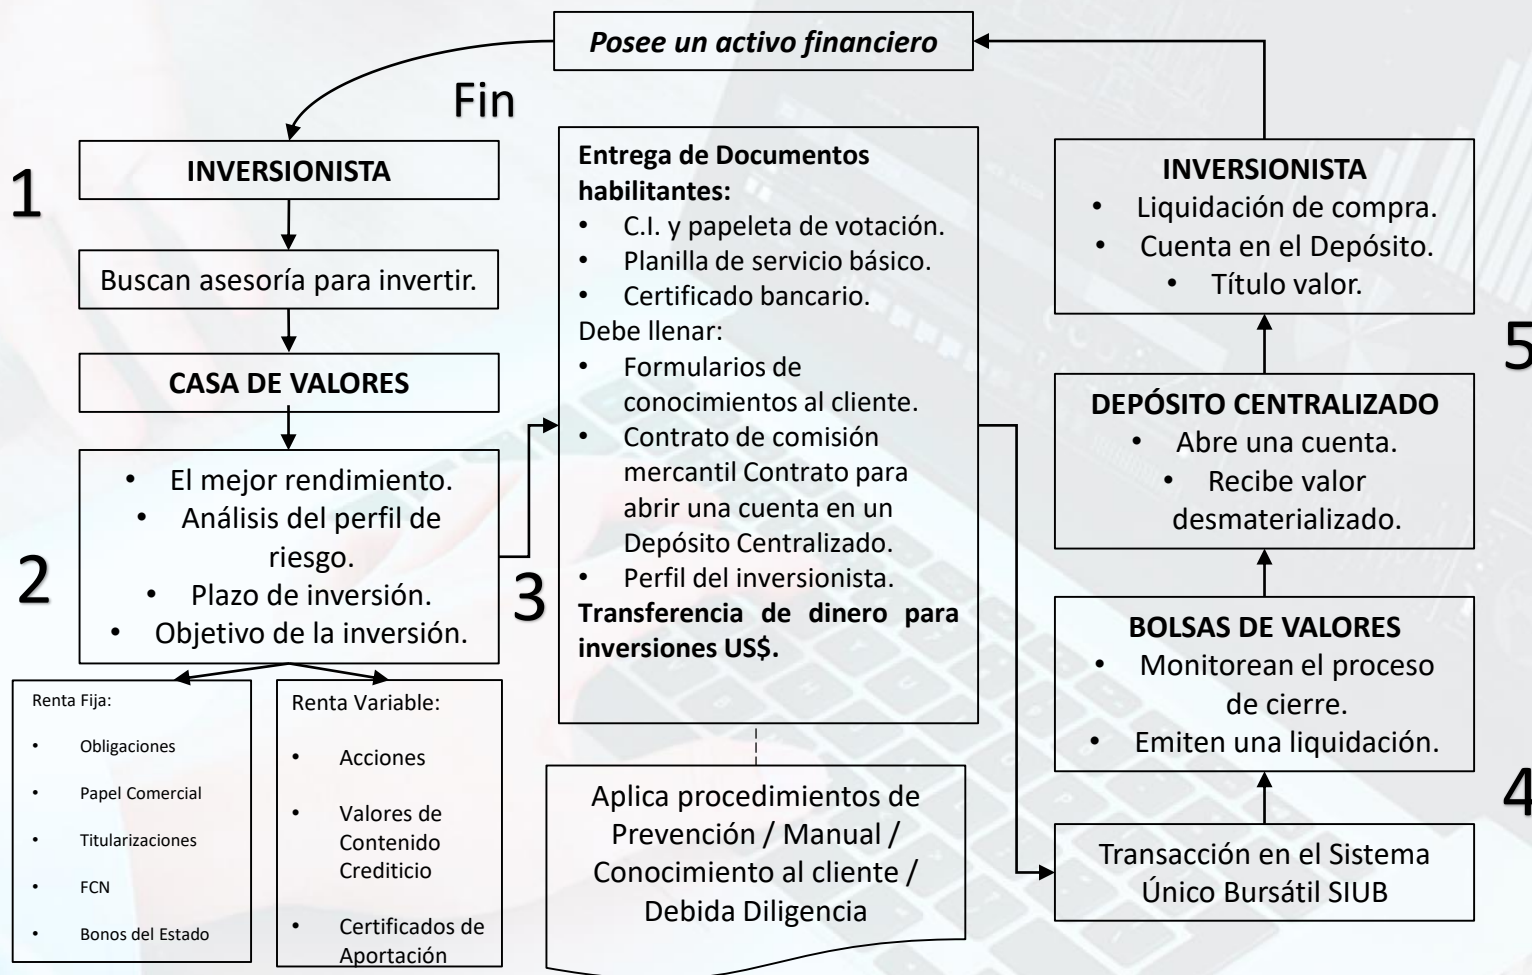 Posee un activo financiero
Fin
1
INVERSIONISTA
Buscan asesoría para invertir.
CASA DE VALORES
2
• El mejor rendimiento.
• Análisis del perfil de
riesgo.
• Plazo de inversión.
• Objetivo de la inversión.
Renta Fija:
• Obligaciones
• Papel Comercial
• Titularizaciones
• FCN
• Bonos del Estado
Renta Variable:
• Acciones
• Valores de
Contenido
Crediticio
• Certificados de
Aportación
3
Entrega de Documentos
habilitantes:
• C.I. y papeleta de votación.
• Planilla de servicio básico.
• Certificado bancario.
Debe llenar:
• Formularios de
conocimientos al cliente.
• Contrato de comisión
mercantil Contrato para
abrir una cuenta en un
Depósito Centralizado.
• Perfil del inversionista.
Transferencia de dinero para
inversiones US$.
Aplica procedimientos de
Prevención / Manual /
Conocimiento al cliente /
Debida Diligencia
4
Transacción en el Sistema
Único Bursátil SIUB
BOLSAS DE VALORES
• Monitorean el proceso
de cierre.
• Emiten una liquidación.
5
DEPÓSITO CENTRALIZADO
• Abre una cuenta.
• Recibe valor
desmaterializado.
INVERSIONISTA
• Liquidación de compra.
• Cuenta en el Depósito.
• Título valor.